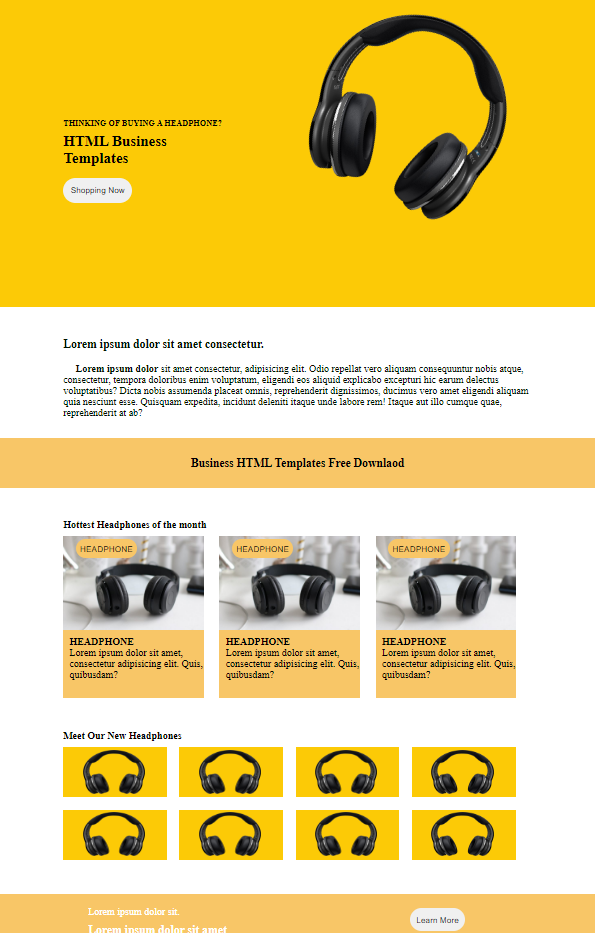 THINKING OF BUYING A HEADPHONE?
HTML Business
Templates
Shopping Now
Lorem ipsum dolor sit amet consectetur.
Lorem ipsum dolor sit amet consectetur, adipisicing elit. Odio repellat vero aliquam consequuntur nobis atque,
consectetur, tempora doloribus enim voluptatum, eligendi eos aliquid explicabo excepturi hic earum delectus
voluptatibus? Dicta nobis assumenda placeat omnis, reprehenderit dignissimos, ducimus vero amet eligendi aliquam
quia nesciunt esse. Quisquam expedita, incidunt deleniti itaque unde labore rem! Itaque aut illo cumque quae,
reprehenderit at ab?
Business HTML Templates Free Downlaod
Hottest Headphones of the month
HEADPHONE
HEADPHONE
Lorem ipsum dolor sit amet,
consectetur adipisicing elit. Quis,
quibusdam?
HEADPHONE
HEADPHONE
Lorem ipsum dolor sit amet,
consectetur adipisicing elit. Quis,
quibusdam?
HEADPHONE
HEADPHONE
Lorem ipsum dolor sit amet,
consectetur adipisicing elit. Quis,
quibusdam?
Meet Our New Headphones
Lorem ipsum dolor sit.
Lorem ipsum dolor sit amet
Learn More